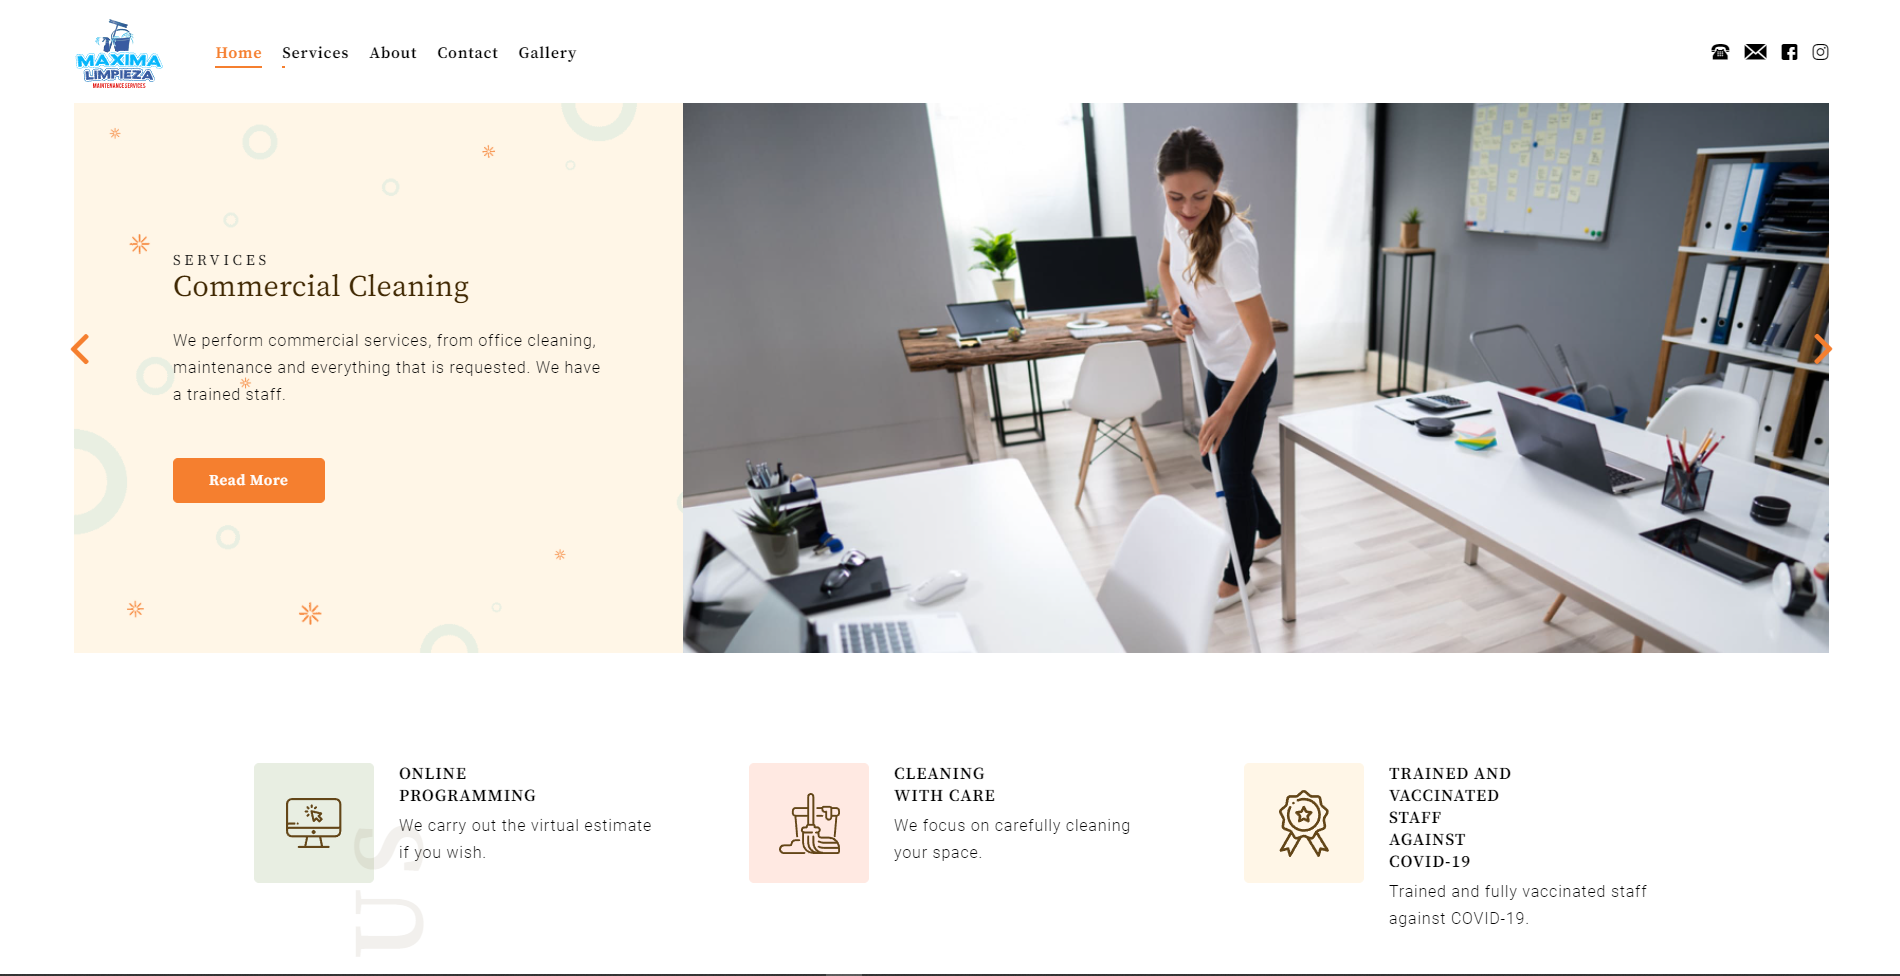 MAXIMA
LIMPIEZA
MAINTENANCE SERVICES
Home Services About Contact Gallery
SERVICES
Commercial Cleaning
We perform commercial services, from office cleaning,
maintenance and everything that is requested. We have
a trained staff.
Read More
ONLINE
PROGRAMMING
We carry out the virtual estimate
if you wish.
CLEANING
WITH CARE
We focus on carefully cleaning
your space.
TRAINED AND
VACCINATED
STAFF
AGAINST
COVID-19
Trained and fully vaccinated staff
against COVID-19.
US